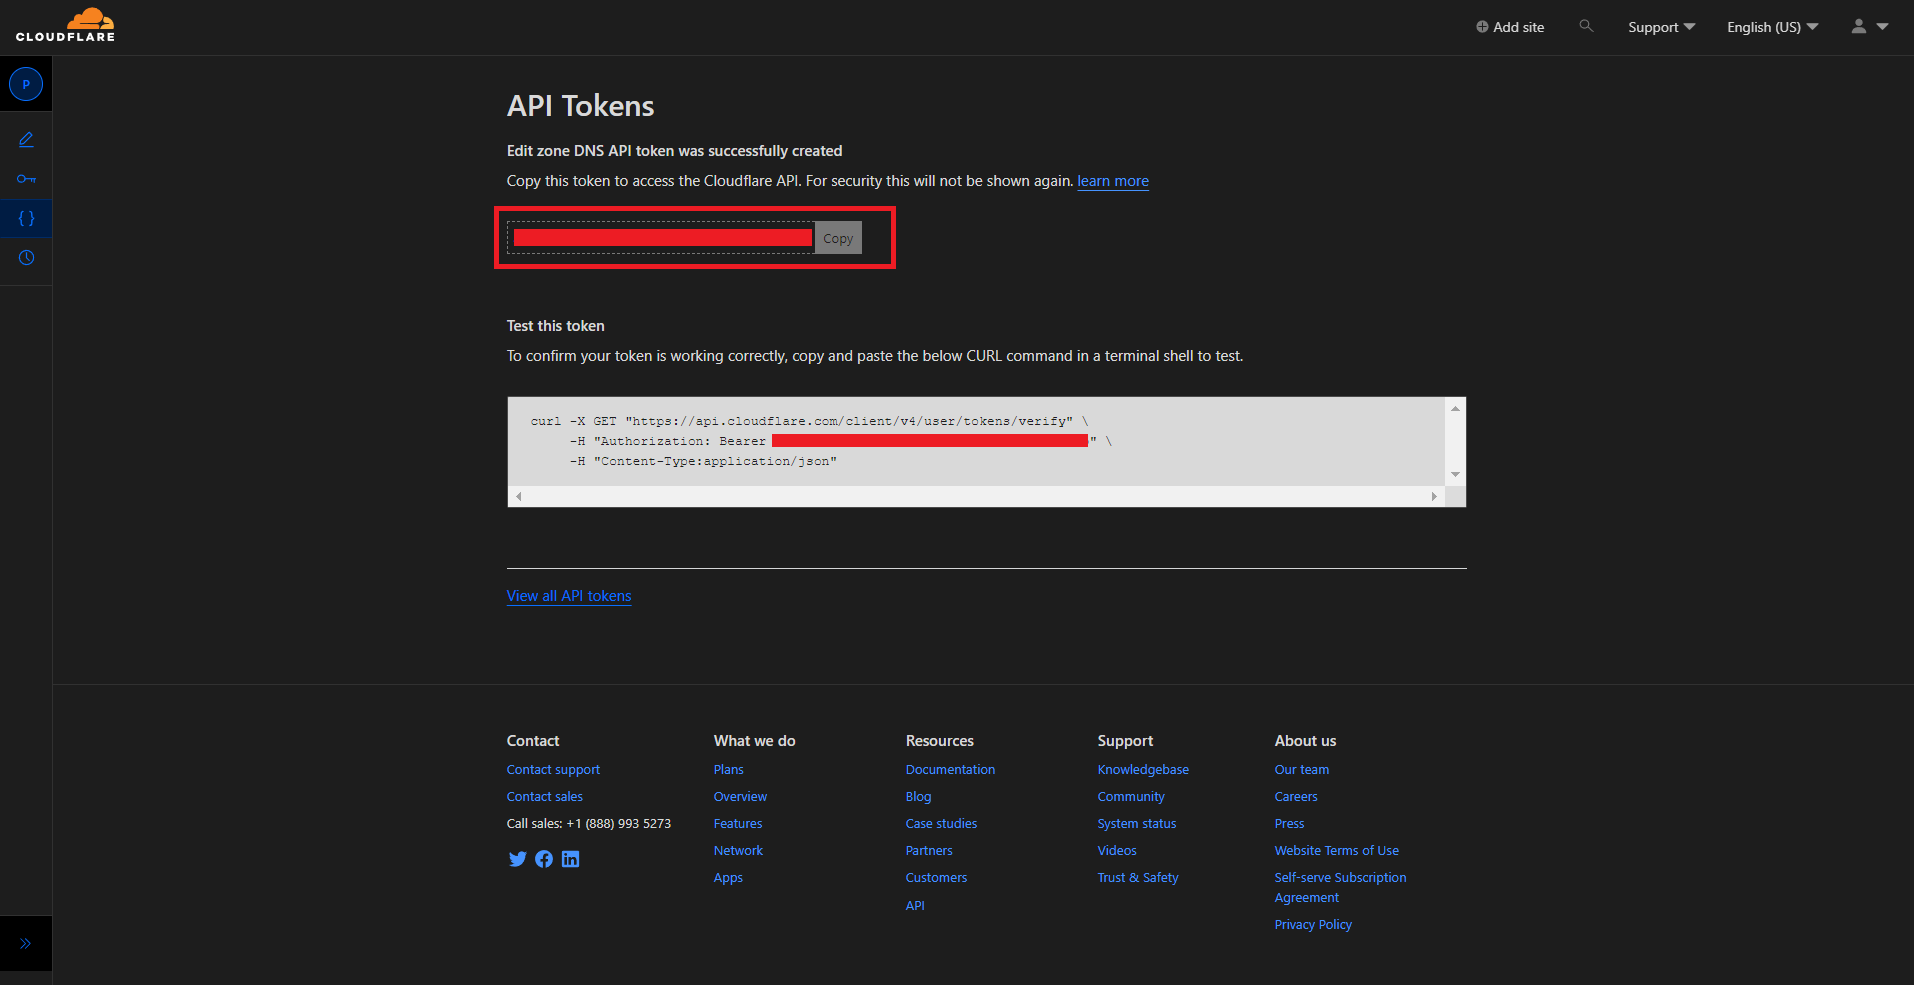 CLOUDFLARE
Add site
Support
English (US)
P
API Tokens
Edit zone DNS API token was successfully created
Copy this token to access the Cloudflare API. For security this will not be shown again. learn more
Copy
Test this token
To confirm your token is working correctly, copy and paste the below CURL command in a terminal shell to test.
curl -X GET "https://api.cloudflare.com/client/v4/user/tokens/verify" \
-H "Authorization: Bearer " \
-H "Content-Type:application/json"
View all API tokens
Contact
Contact support
Contact sales
Call sales: +1 (888) 993 5273
What we do
Plans
Overview
Features
Network
Apps
Resources
Documentation
Blog
Case studies
Partners
Customers
API
Support
Knowledgebase
Community
System status
Videos
Trust & Safety
About us
Our team
Careers
Press
Website Terms of Use
Self-serve Subscription
Agreement
Privacy Policy